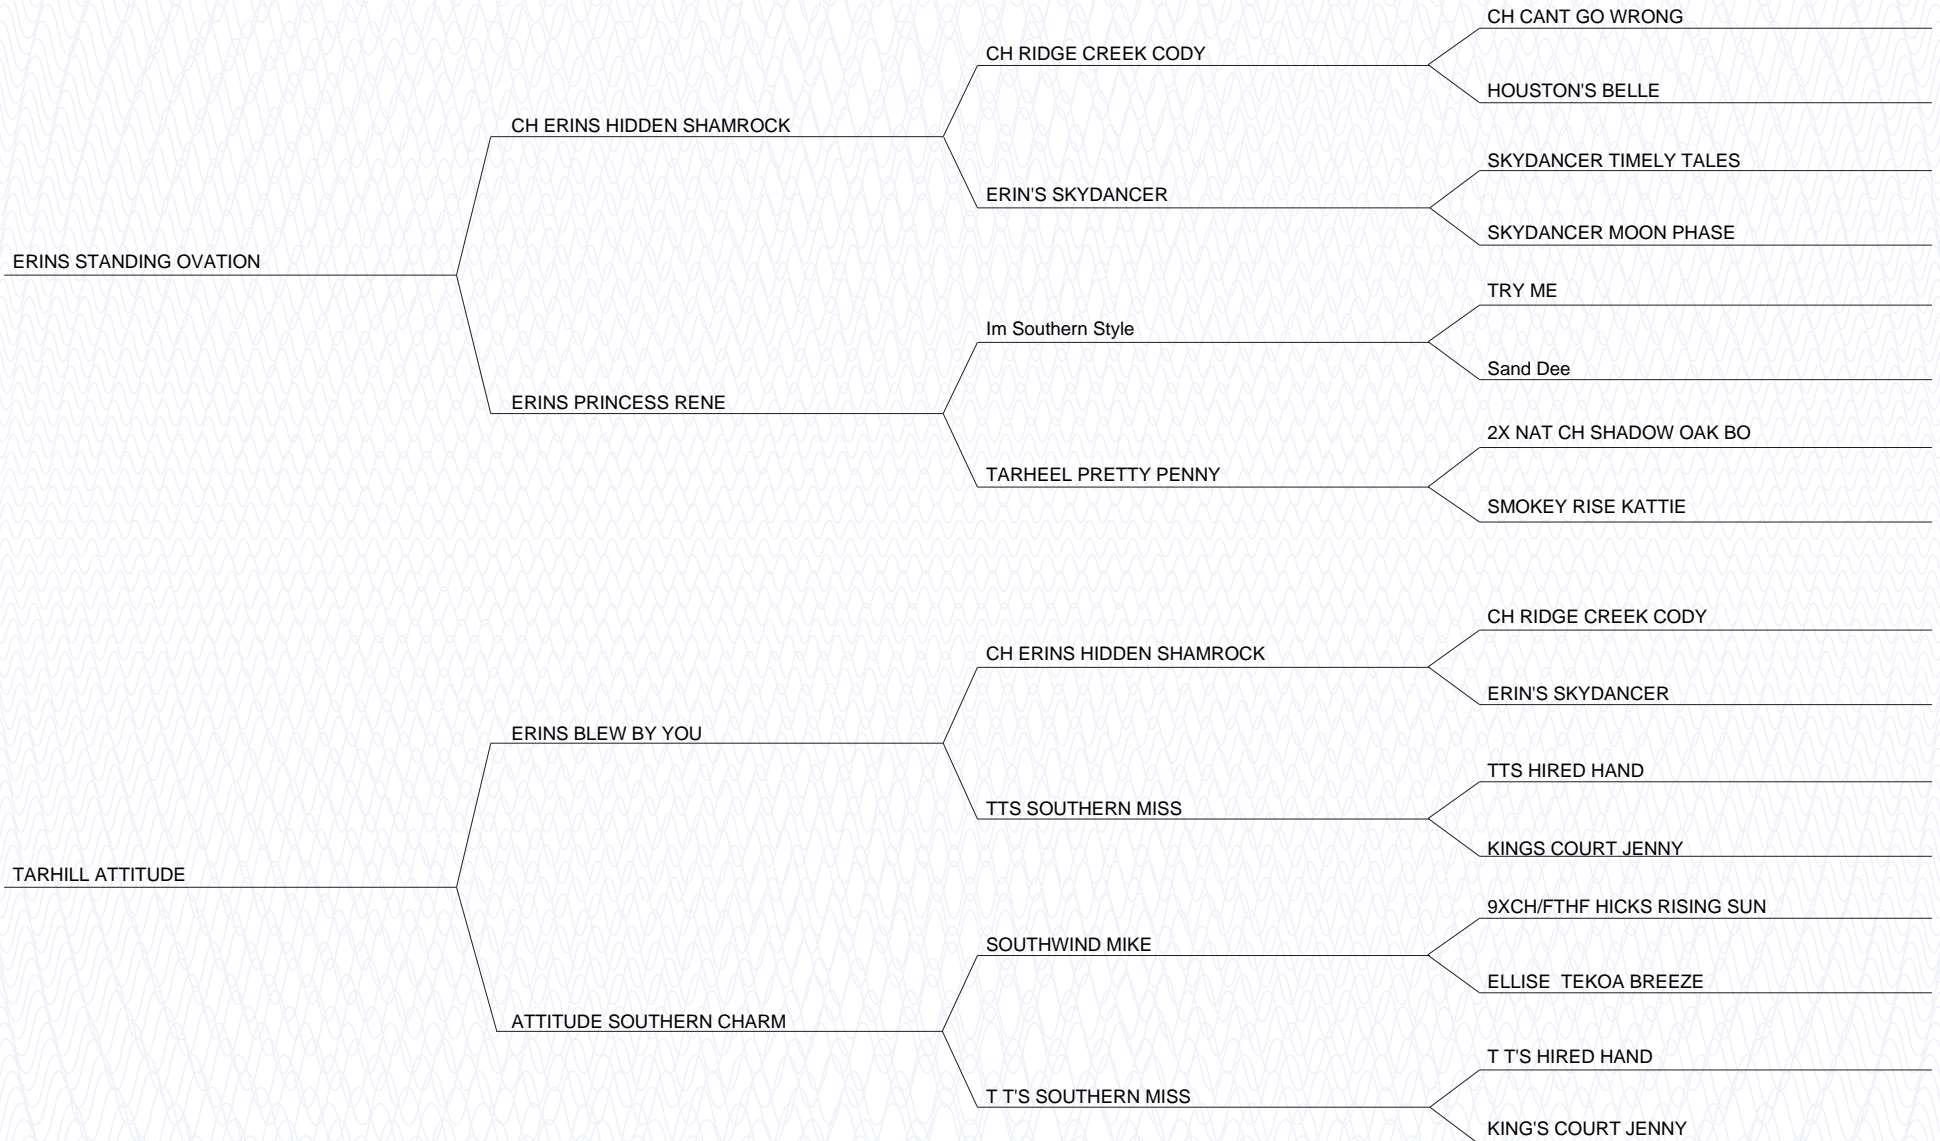 CH CANT GO WRONG
CH RIDGE CREEK CODY
HOUSTON'S BELLE
CH ERINS HIDDEN SHAMROCK
SKYDANCER TIMELY TALES
ERIN'S SKYDANCER
SKYDANCER MOON PHASE
ERINS STANDING OVATION
TRY ME
Im Southern Style
Sand Dee
ERINS PRINCESS RENE
2X NAT CH SHADOW OAK BO
TARHEEL PRETTY PENNY
SMOKEY RISE KATTIE
CH RIDGE CREEK CODY
CH ERINS HIDDEN SHAMROCK
ERIN'S SKYDANCER
ERINS BLEW BY YOU
TTS HIRED HAND
TTS SOUTHERN MISS
KINGS COURT JENNY
TARHILL ATTITUDE
9XCH/FTHF HICKS RISING SUN
SOUTHWIND MIKE
ELLISE  TEKOA BREEZE
ATTITUDE SOUTHERN CHARM
T T'S HIRED HAND
T T'S SOUTHERN MISS
KING'S COURT JENNY